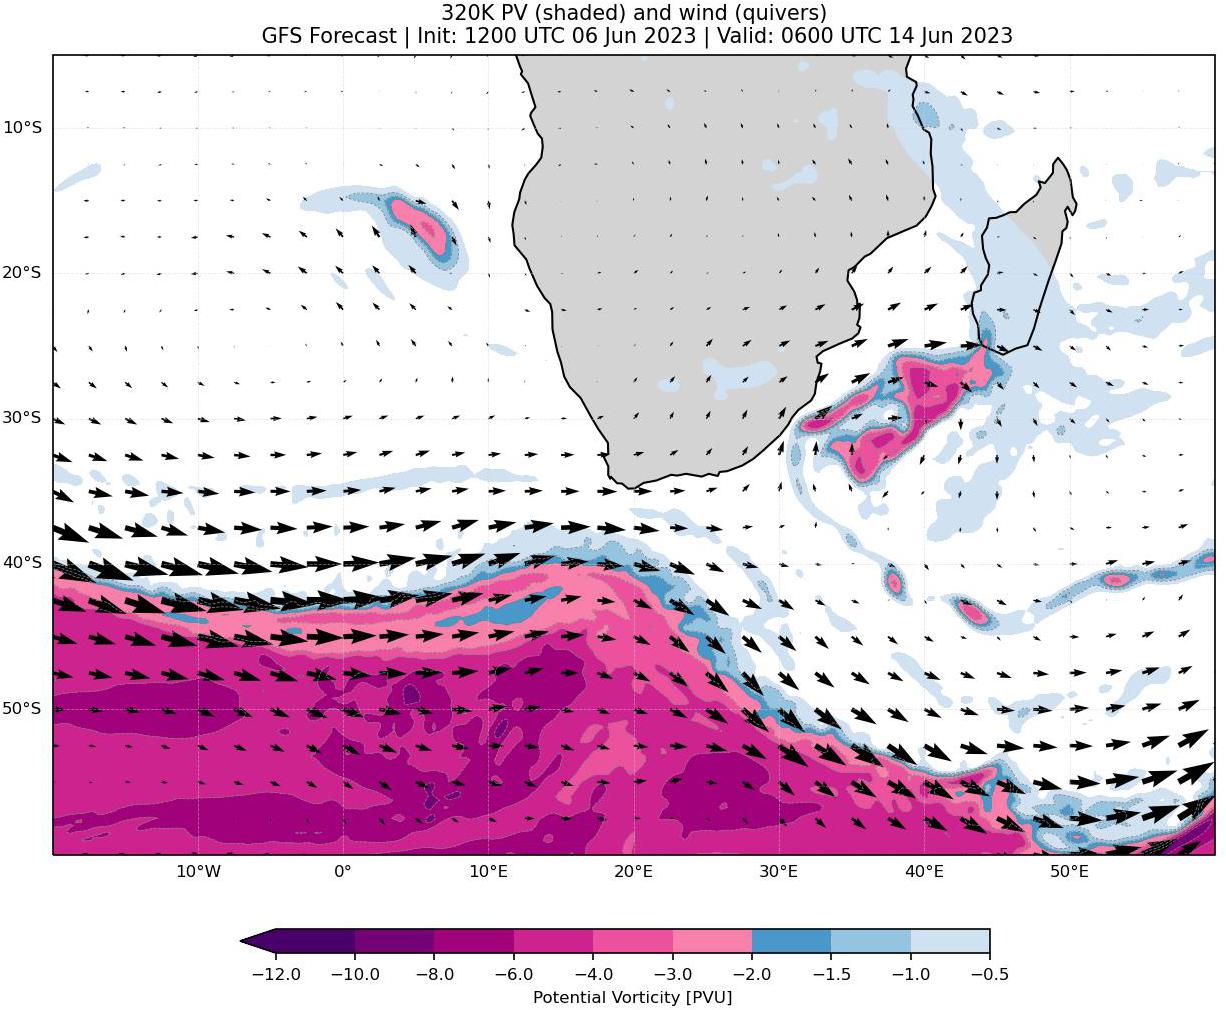 320K PV (shaded) and wind (quivers)
GFS Forecast | Init: 1200 UTC 06 Jun 2023 | Valid: 0600 UTC 14 Jun 2023
10°S
20°S
30°S
40°S
50°S
10°W 0° 10°E 20°E 30°E 40°E 50°E
−12.0 −10.0 −8.0 −6.0 −4.0 −3.0 −2.0 −1.5 −1.0 −0.5
Potential Vorticity [PVU]